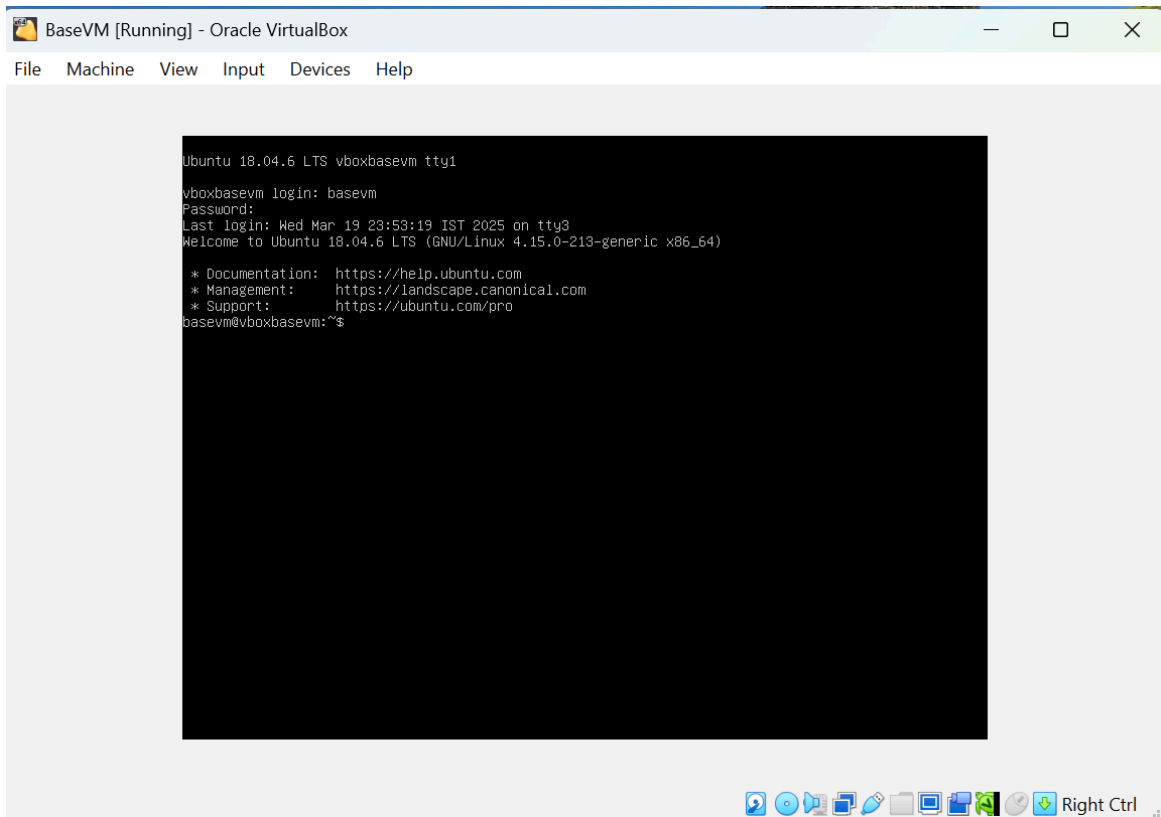 BaseVM [Running] - Oracle VirtualBox
File Machine View Input Devices Help
Ubuntu 18.04.6 LTS vboxbasevm tty1
vboxbasevm login: basevm
Password:
Last login: Wed Mar 19 23:53:19 IST 2025 on tty3
Welcome to Ubuntu 18.04.6 LTS (GNU/Linux 4.15.0-213-generic x86_64)
* Documentation: https://help.ubuntu.com
* Management: https://landscape.canonical.com
* Support: https://ubuntu.com/pro
basevm@vboxbasevm:~$
Right Ctrl